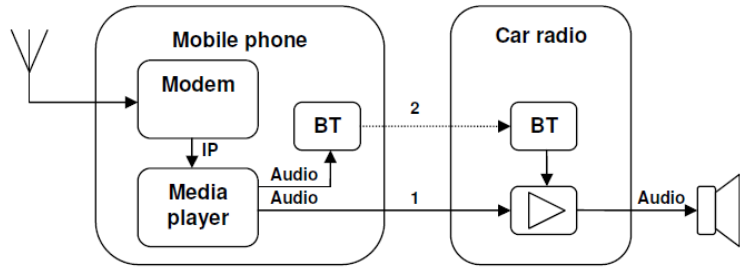 Mobile phone
Car radio
Modem
BT
2
BT
IP
Audio
Media player
Audio
1
Audio